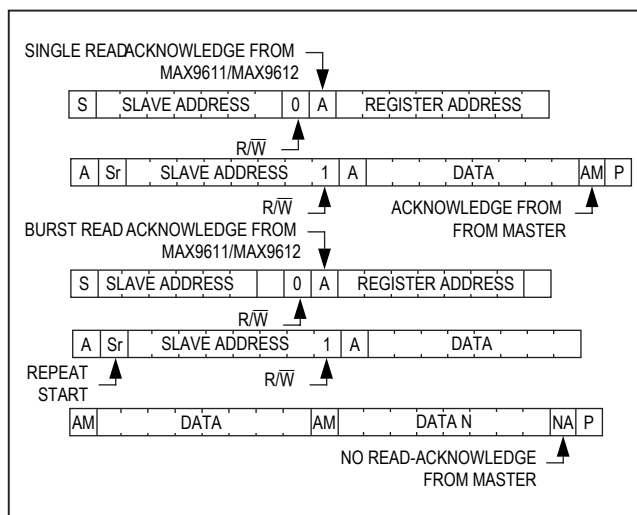 SINGLE READACKNOWLEDGE FROM
MAX9611/MAX9612
S SLAVE ADDRESS 0 A REGISTER ADDRESS
R/W̅
A Sr SLAVE ADDRESS 1 A DATA AM P
R/W̅ ACKNOWLEDGE FROM
FROM MASTER
BURST READ ACKNOWLEDGE FROM
MAX9611/MAX9612
S SLAVE ADDRESS 0 A REGISTER ADDRESS
R/W̅
A Sr SLAVE ADDRESS 1 A DATA
REPEAT
START
R/W̅
AM DATA AM DATA N NA P
NO READ-ACKNOWLEDGE
FROM MASTER